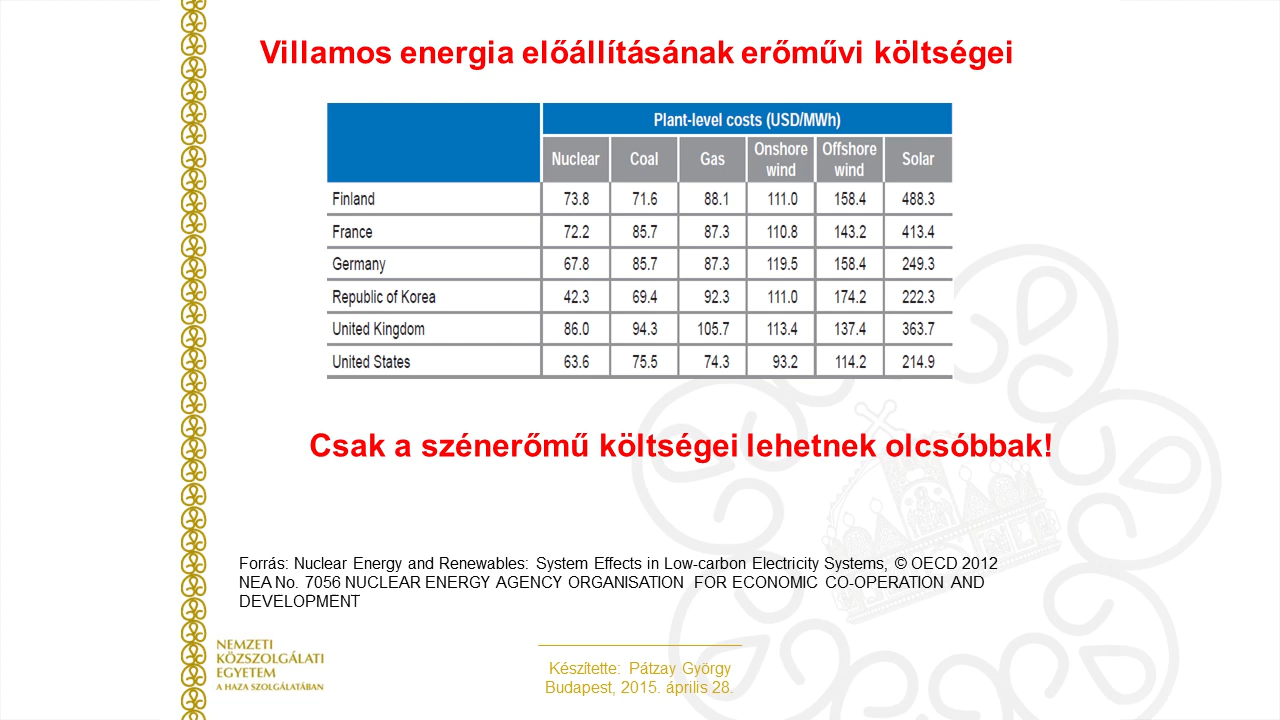 Villamos energia előállításának erőművi költségei
Plant-level costs (USD/MWh)
Nuclear Coal Gas Onshore wind Offshore wind Solar
Finland 73.8 71.6 88.1 111.0 158.4 488.3
France 72.2 85.7 87.3 110.8 143.2 413.4
Germany 67.8 85.7 87.3 119.5 158.4 249.3
Republic of Korea 42.3 69.4 92.3 111.0 174.2 222.3
United Kingdom 86.0 94.3 105.7 113.4 137.4 363.7
United States 63.6 75.5 74.3 93.2 114.2 214.9
Csak a szénerőmű költségei lehetnek olcsóbbak!
Forrás: Nuclear Energy and Renewables: System Effects in Low-carbon Electricity Systems, © OECD 2012
NEA No. 7056 NUCLEAR ENERGY AGENCY ORGANISATION FOR ECONOMIC CO-OPERATION AND
DEVELOPMENT
NEMZETI
KÖZSZOLGÁLATI
EGYETEM
A HAZA SZOLGÁLATÁBAN
Készítette: Pátzay György
Budapest, 2015. április 28.